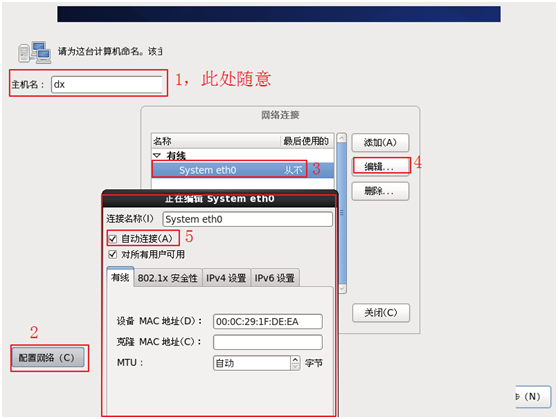 请为这台计算机命名。该主
主机名： dx
1，此处随意
网络连接
名称 最后使用的
有线
System eth0 从不
3
添加(A)
编辑...
4
删除...
正在编辑 System eth0
连接名称(I) System eth0
自动连接(A)
5
对所有用户可用
有线 802.1x 安全性 IPv4 设置 IPv6 设置
设备 MAC 地址(D)： 00:0C:29:1F:DE:EA
克隆 MAC 地址(C)：
MTU： 自动 字节
关闭(C)
2
配置网络（C）
（N）